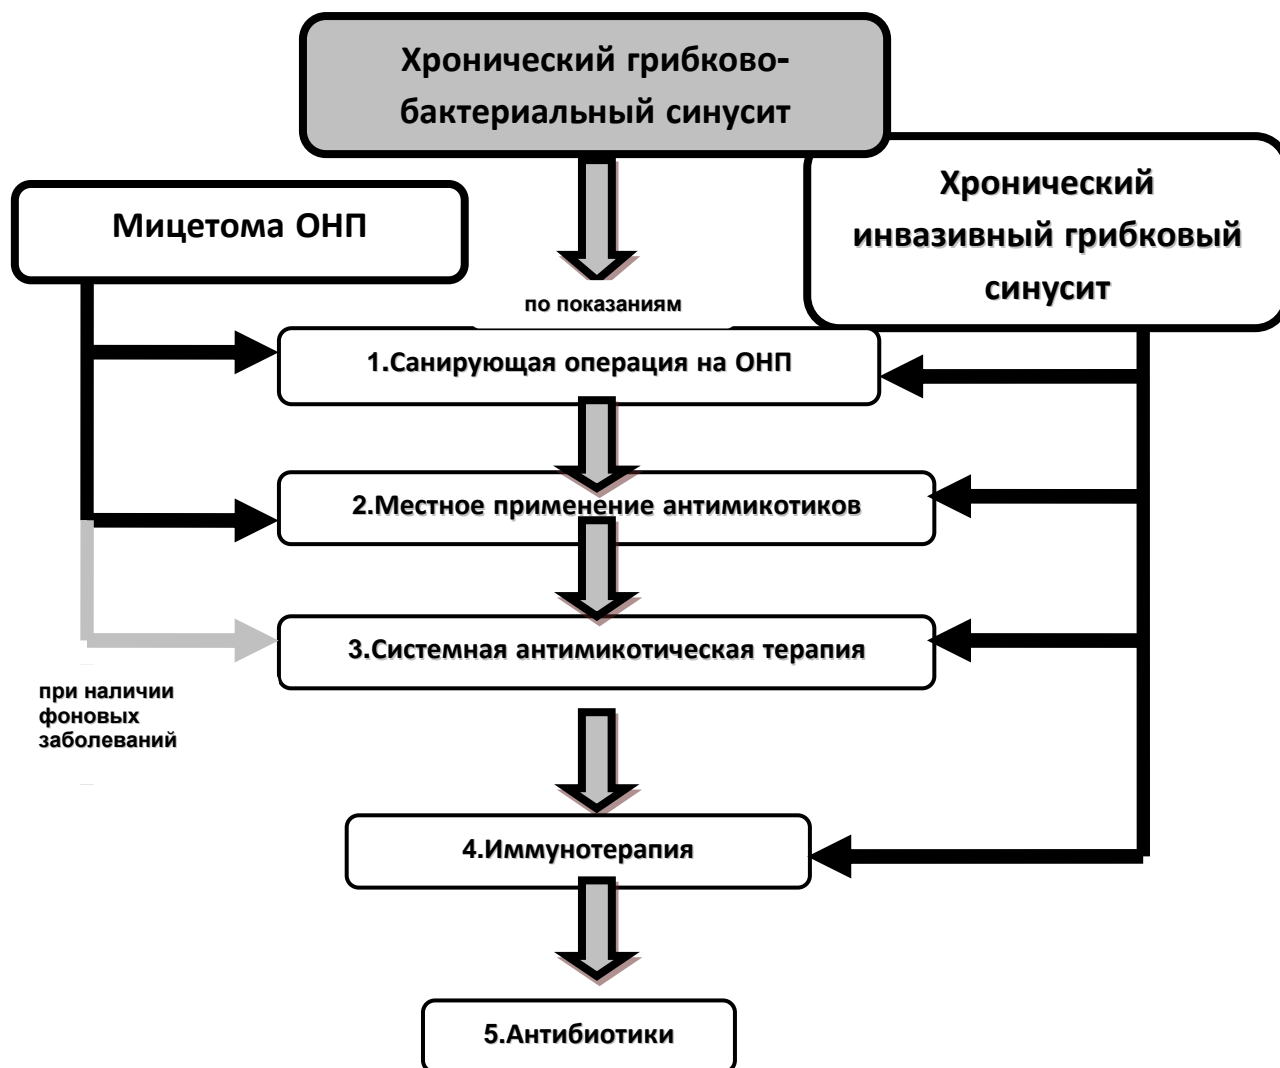 Хронический грибково-
бактериальный синусит
Мицетома ОНП
Хронический
инвазивный грибковый
синусит
по показаниям
1.Санирующая операция на ОНП
2.Местное применение антимикотиков
3.Системная антимикотическая терапия
при наличии
фоновых
заболеваний
4.Иммунотерапия
5.Антибиотики